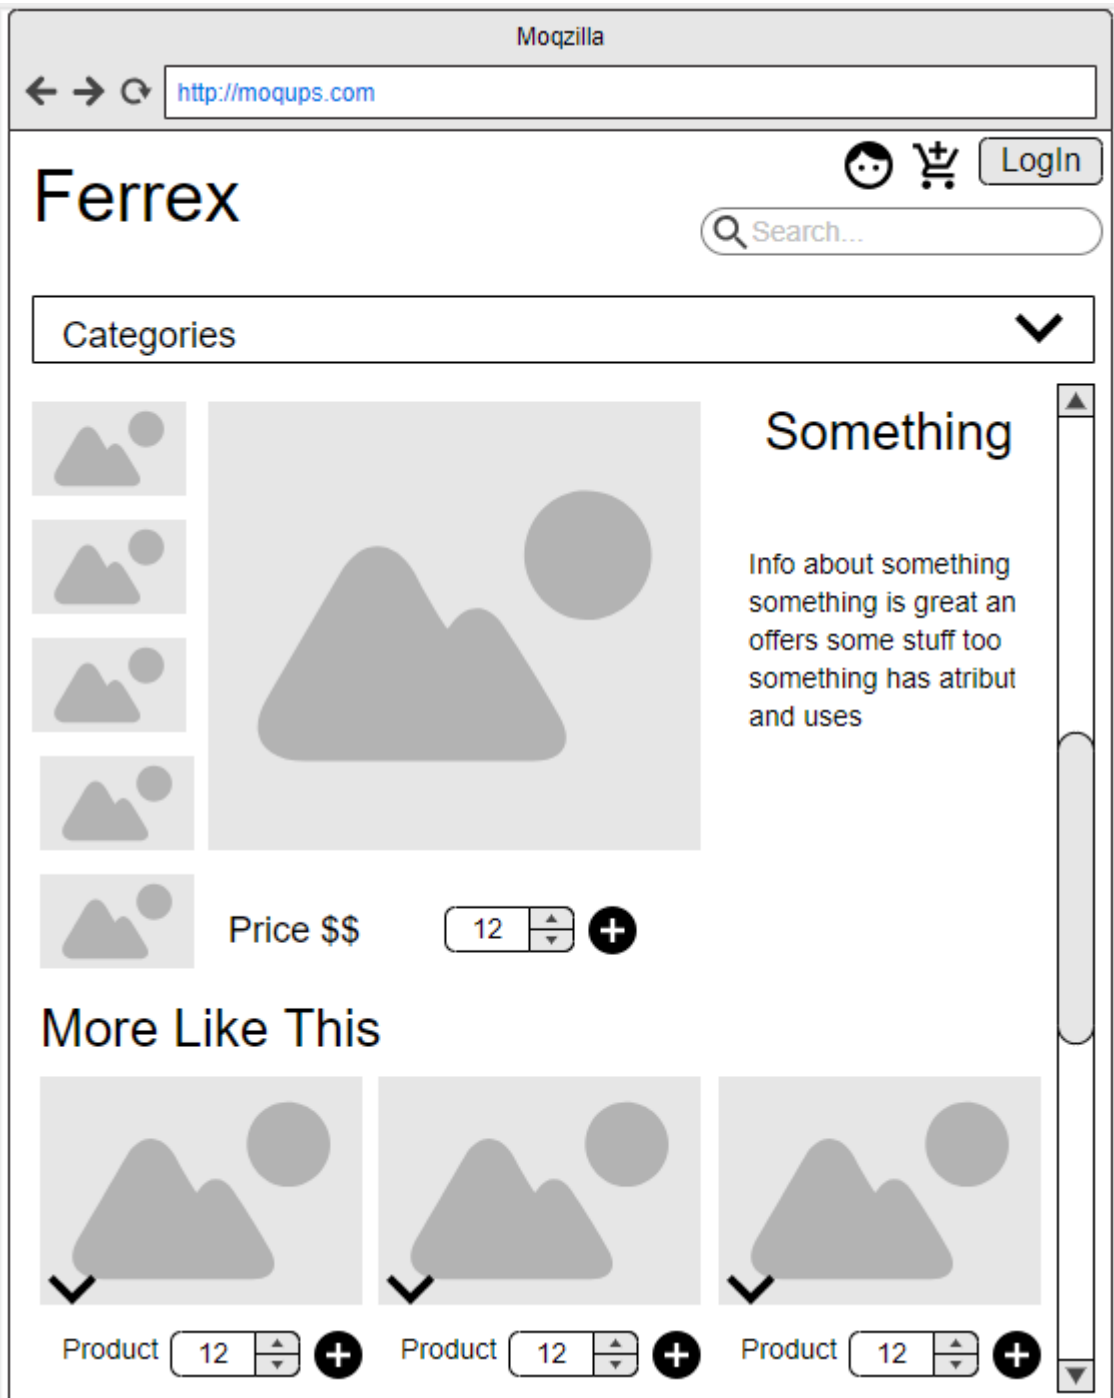 Moqzilla
http://moqups.com
LogIn
Ferrex
Search...
Categories
Something
Info about something
something is great an
offers some stuff too
something has atribut
and uses
Price $$ 12
More Like This
Product 12 Product 12 Product 12